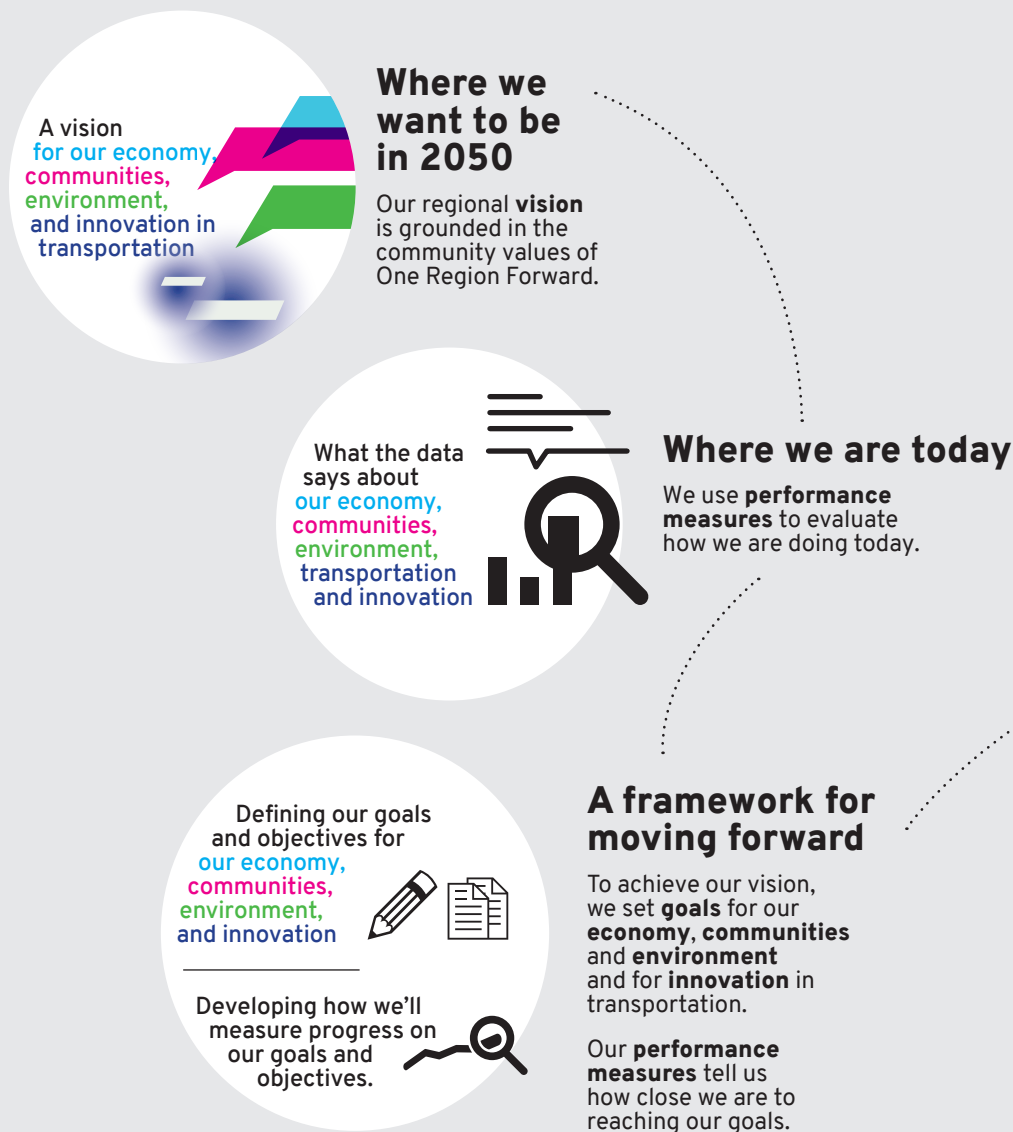 A vision
for our economy,
communities,
environment,
and innovation in
transportation
Where we
want to be
in 2050
Our regional vision
is grounded in the
community values of
One Region Forward.
What the data
says about
our economy,
communities,
environment,
transportation
and innovation
Where we are today
We use performance
measures to evaluate
how we are doing today.
Defining our goals
and objectives for
our economy,
communities,
environment,
and innovation
Developing how we'll
measure progress on
our goals and
objectives.
A framework for
moving forward
To achieve our vision,
we set goals for our
economy, communities
and environment
and for innovation in
transportation.
Our performance
measures tell us
how close we are to
reaching our goals.